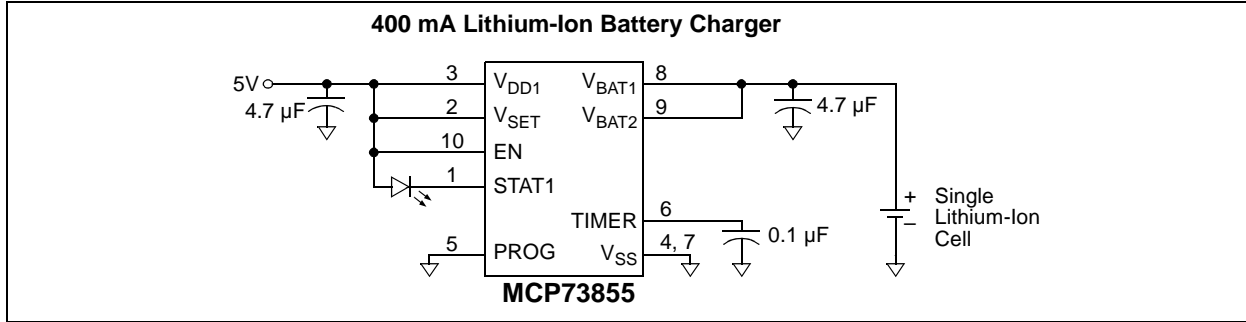 400 mA Lithium-Ion Battery Charger
5V
4.7 µF
3
2
10
1
5
VDD1
VSET
EN
STAT1
PROG
VBAT1
VBAT2
TIMER
VSS
8
9
6
4, 7
4.7 µF
0.1 µF
+
–
Single
Lithium-Ion
Cell
MCP73855